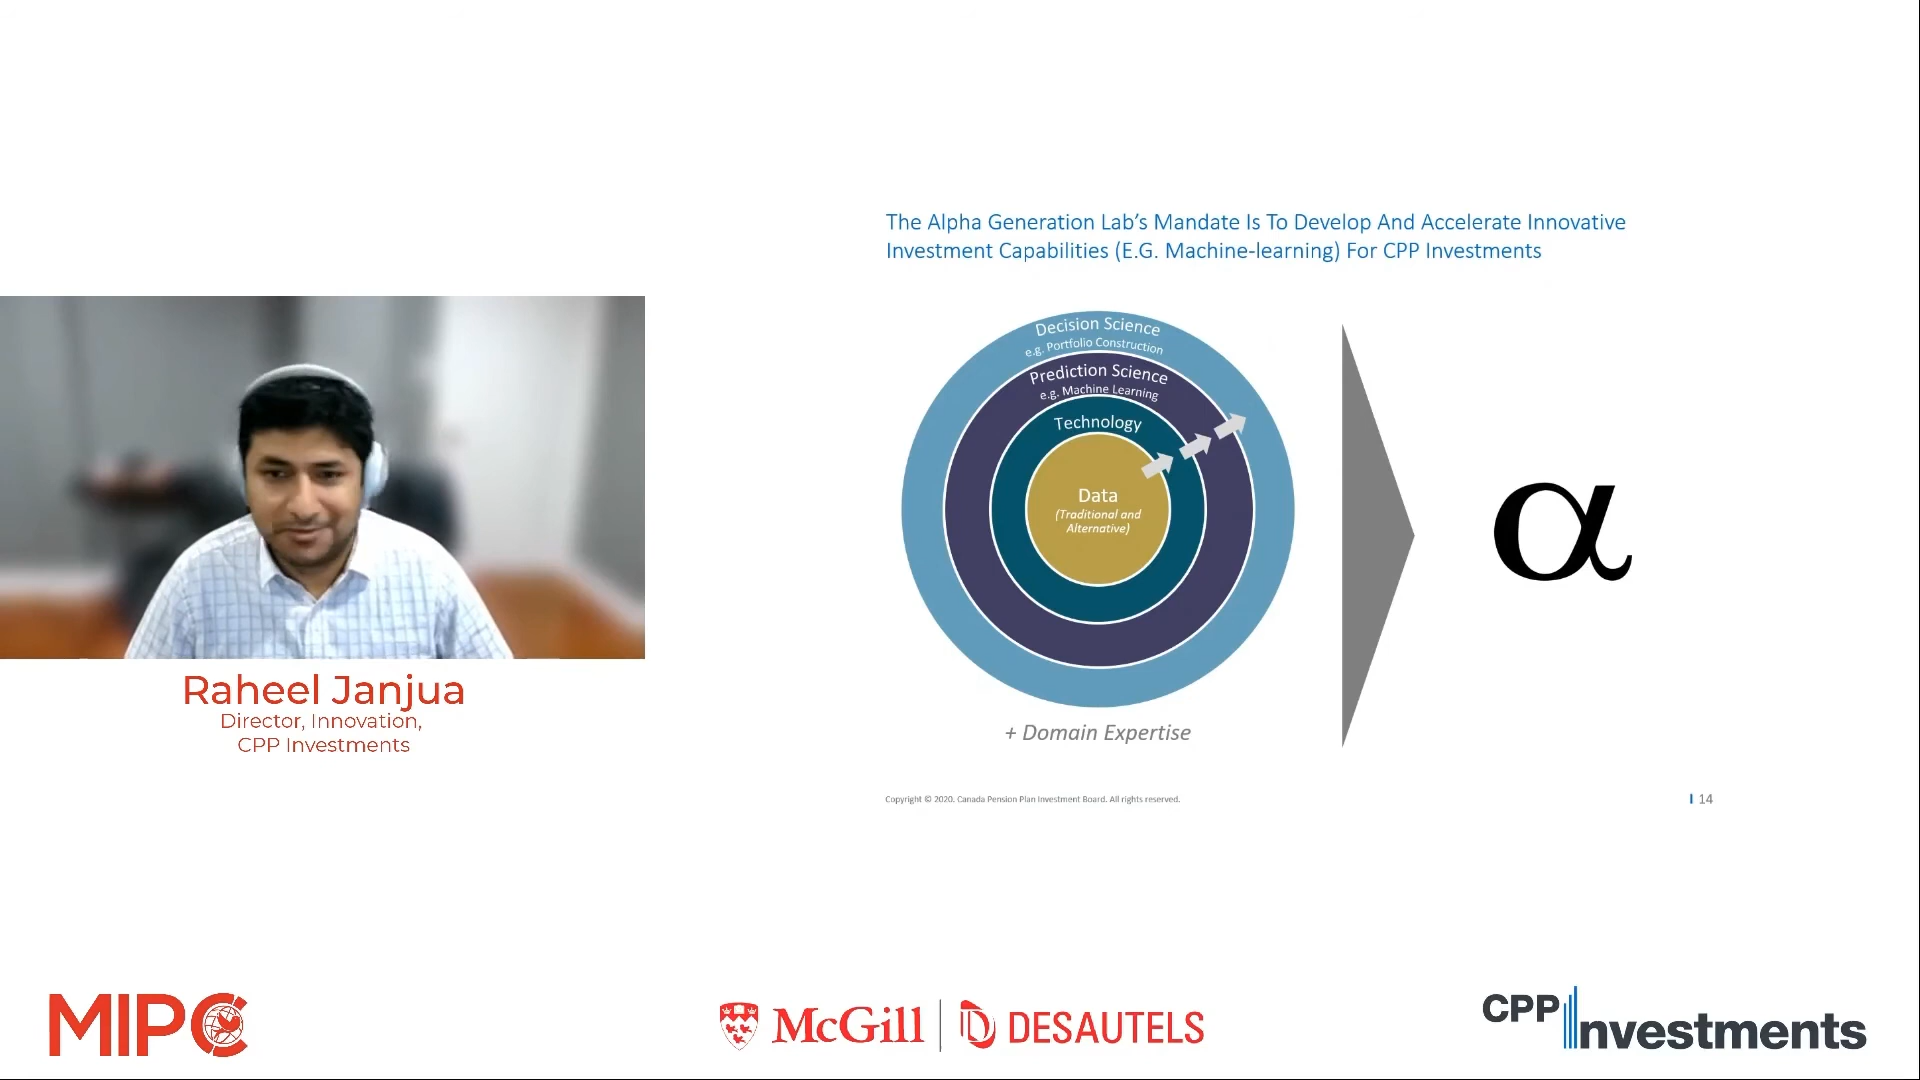 The Alpha Generation Lab's Mandate Is To Develop And Accelerate Innovative
Investment Capabilities (E.G. Machine-learning) For CPP Investments
Decision Science
e.g. Portfolio Construction
Prediction Science
e.g. Machine Learning
Technology
Data
(Traditional and
Alternative)
α
+ Domain Expertise
Raheel Janjua
Director, Innovation,
CPP Investments
Copyright © 2020. Canada Pension Plan Investment Board. All rights reserved.
14
MIPC
McGill
DESAUTELS
CPP Investments